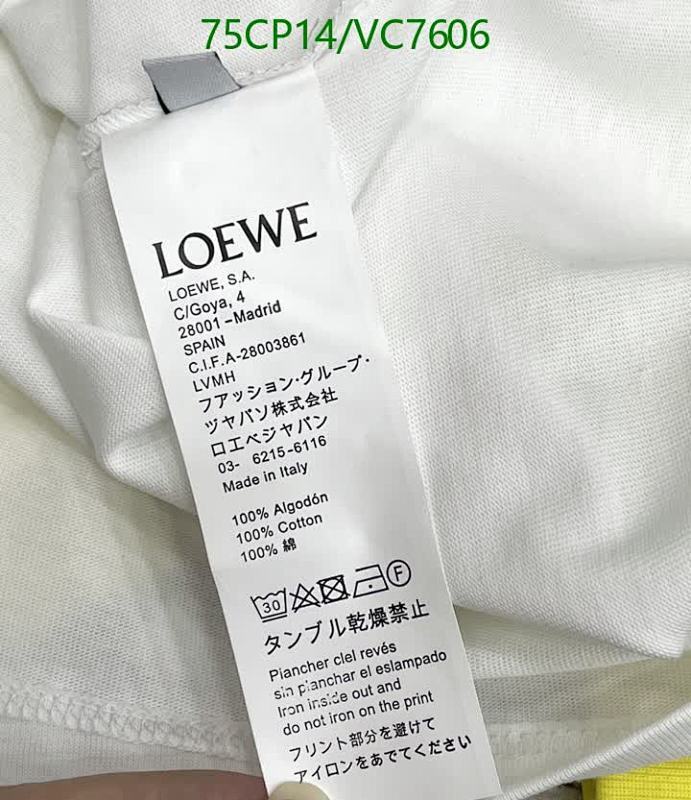 75CP14/VC7606
LOEWE
LOEWE, S.A.
C/Goya, 4
28001-Madrid
SPAIN
C.I.F.A-28003861
LVMH
フアッション・グループ・
ツヤパソ株式会社
ロエベジヤパン
03- 6215-6116
Made in Italy
100% Algodón
100% Cotton
100% 綿
30 F
タンブル乾燥禁止
Plancher clel revés
sin planchar el eslampado
Iron inside out and
do not iron on the print
フリント部分を避けて
アイロンをあでてください